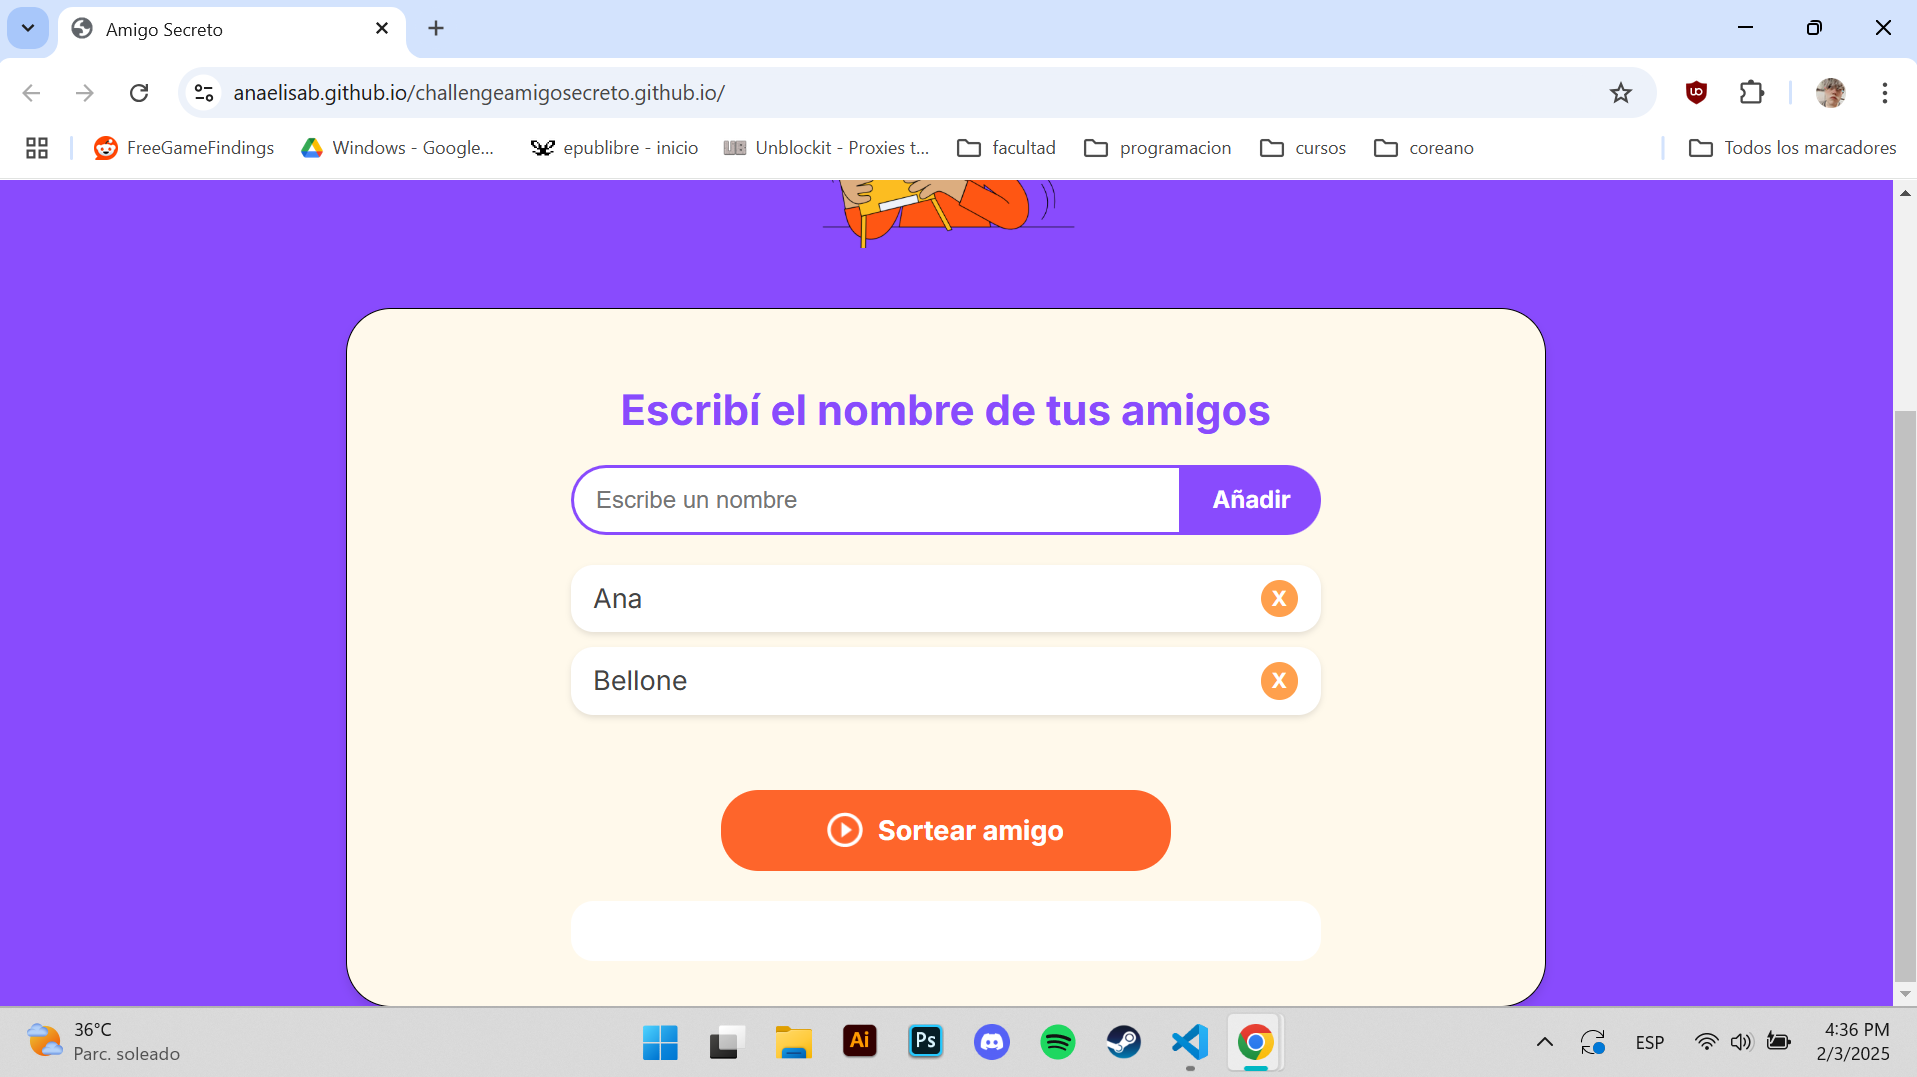 Amigo Secreto
anaelisab.github.io/challengeamigosecreto.github.io/
FreeGameFindings
Windows - Google...
epublibre - inicio
UB
Unblockit - Proxies t...
facultad
programacion
cursos
coreano
Todos los marcadores
Escribí el nombre de tus amigos
Escribe un nombre
Añadir
Ana
X
Bellone
X
Sortear amigo
36°C
Parc. soleado
Ai
Ps
ESP
4:36 PM
2/3/2025